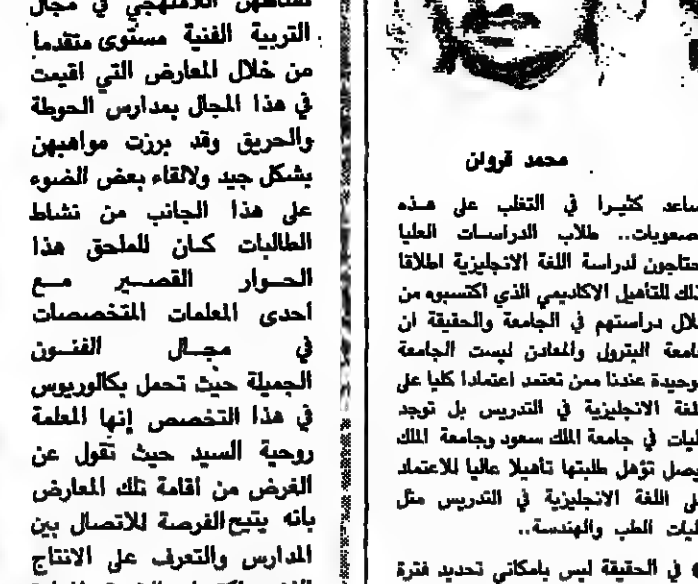 نشاطهن اللامنهجي في مجال
التربية الفنية مستوى متقدما
من خلال المعارض التي اقيمت
في هذا المجال بمدارس الحوطة
والحريق وقد برزت مواهبهن
بشكل جيد ولالقاء بعض الضوء
على هذا الجانب من نشاط
الطالبات كان للملحق هذا
الحوار القصير مع
احدى المعلمات المتخصصات
في مجال الفنون
الجميلة حيث تحمل بكالوريوس
في هذا التخصص إنها المعلمة
روحية السيد حيث تقول عن
الغرض من اقامة تلك المعارض
بانه يتيح الفرصة للاتصال بين
المدارس والتعرف على الانتاج
محمد قروان
ساعد كثيرا في التغلب على هذه
صعوبات.. طلاب الدراسات العليا
حتاجون لدراسة اللغة الانجليزية اطلاقا
ذلك للتأهيل الاكاديمي الذي اكتسبوه من
لال دراستهم في الجامعة والحقيقة ان
امعة البترول والمعادن ليست الجامعة
وحيدة عندنا ممن تعتمد اعتمادا كليا على
لغة الانجليزية في التدريس بل توجد
ليات في جامعة الملك سعود وجامعة الملك
يصل تؤهل طلبتها تأهيلا عاليا للاعتماد
لى اللغة الانجليزية في التدريس مثل
ليات الطب والهندسة..
في الحقيقة ليس بامكاني تحديد فترة